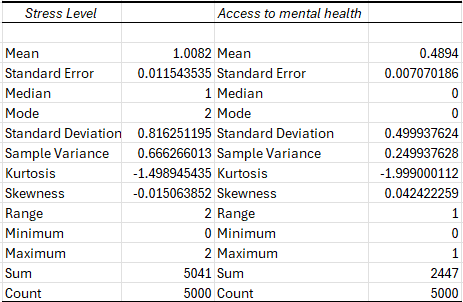 Stress Level Access to mental health
Mean 1.0082 Mean 0.4894
Standard Error 0.011543535 Standard Error 0.007070186
Median 1 Median 0
Mode 2 Mode 0
Standard Deviation 0.816251195 Standard Deviation 0.499937624
Sample Variance 0.666266013 Sample Variance 0.249937628
Kurtosis -1.498945435 Kurtosis -1.999000112
Skewness -0.015063852 Skewness 0.042422259
Range 2 Range 1
Minimum 0 Minimum 0
Maximum 2 Maximum 1
Sum 5041 Sum 2447
Count 5000 Count 5000